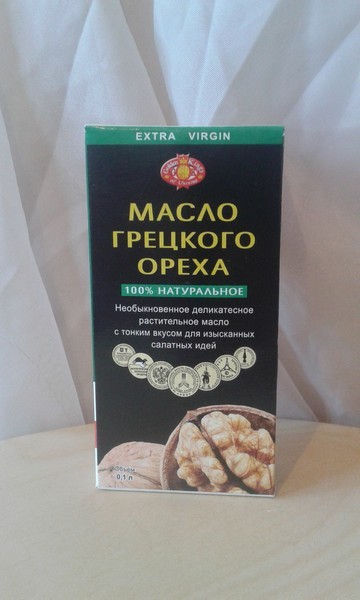 EXTRA VIRGIN
МАСЛО
ГРЕЦКОГО
ОРЕХА
100% НАТУРАЛЬНОЕ
Необыкновенное деликатесное
растительное масло
с тонким вкусом для изысканных
салатных идей
Объем
0,1 л